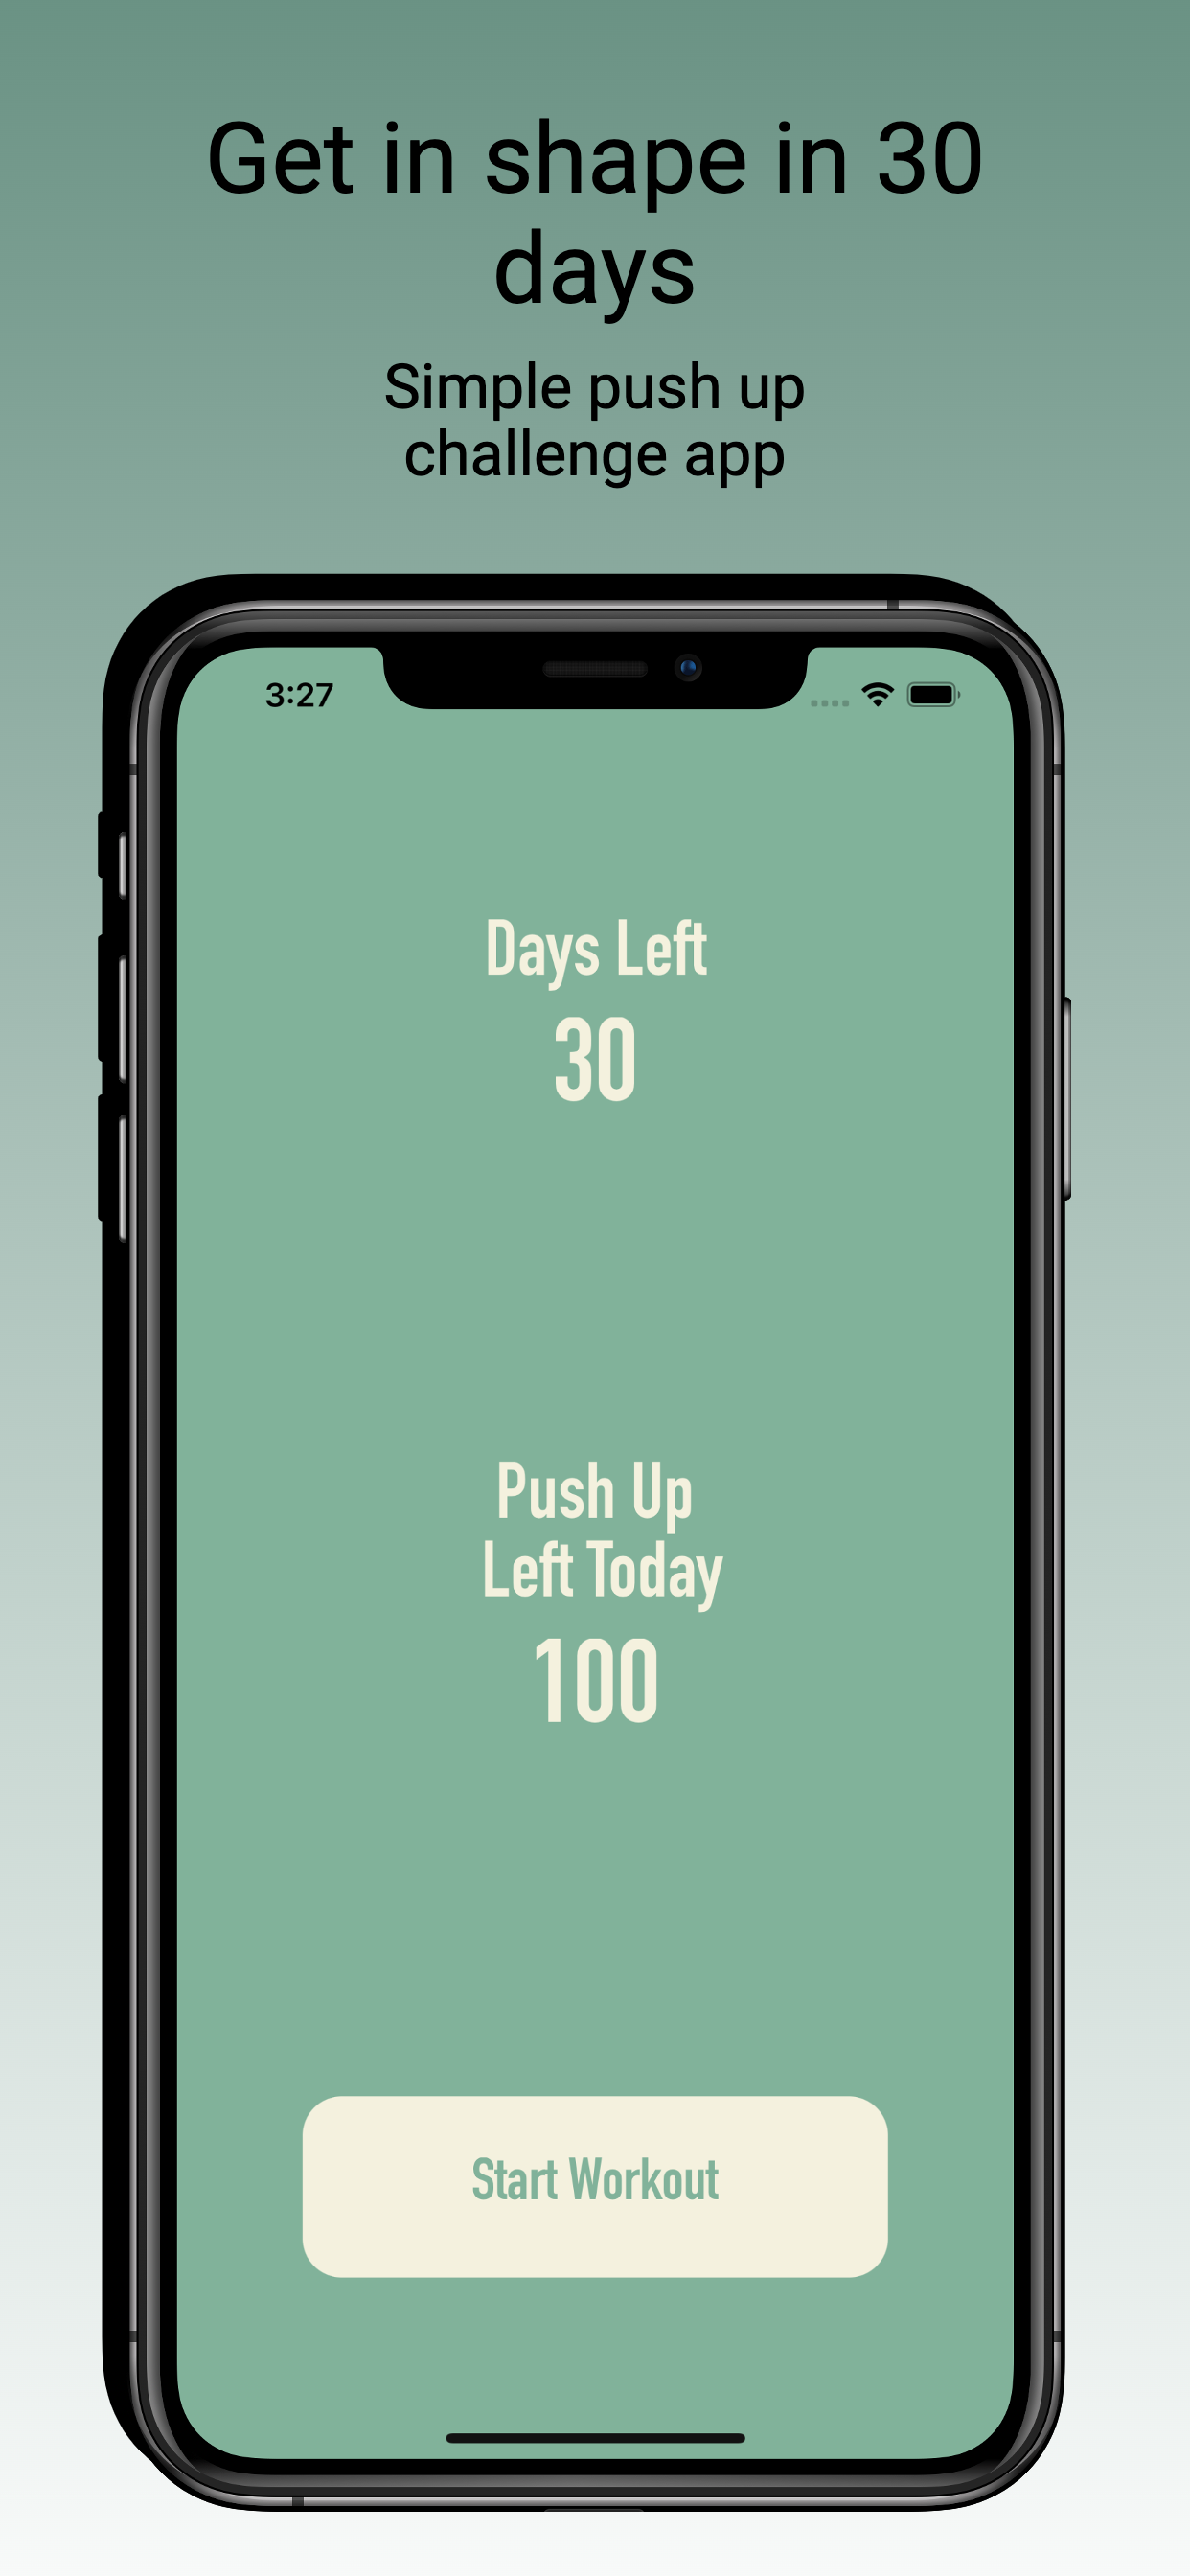 Get in shape in 30
days
Simple push up
challenge app
3:27
Days Left
30
Push Up
Left Today
100
Start Workout